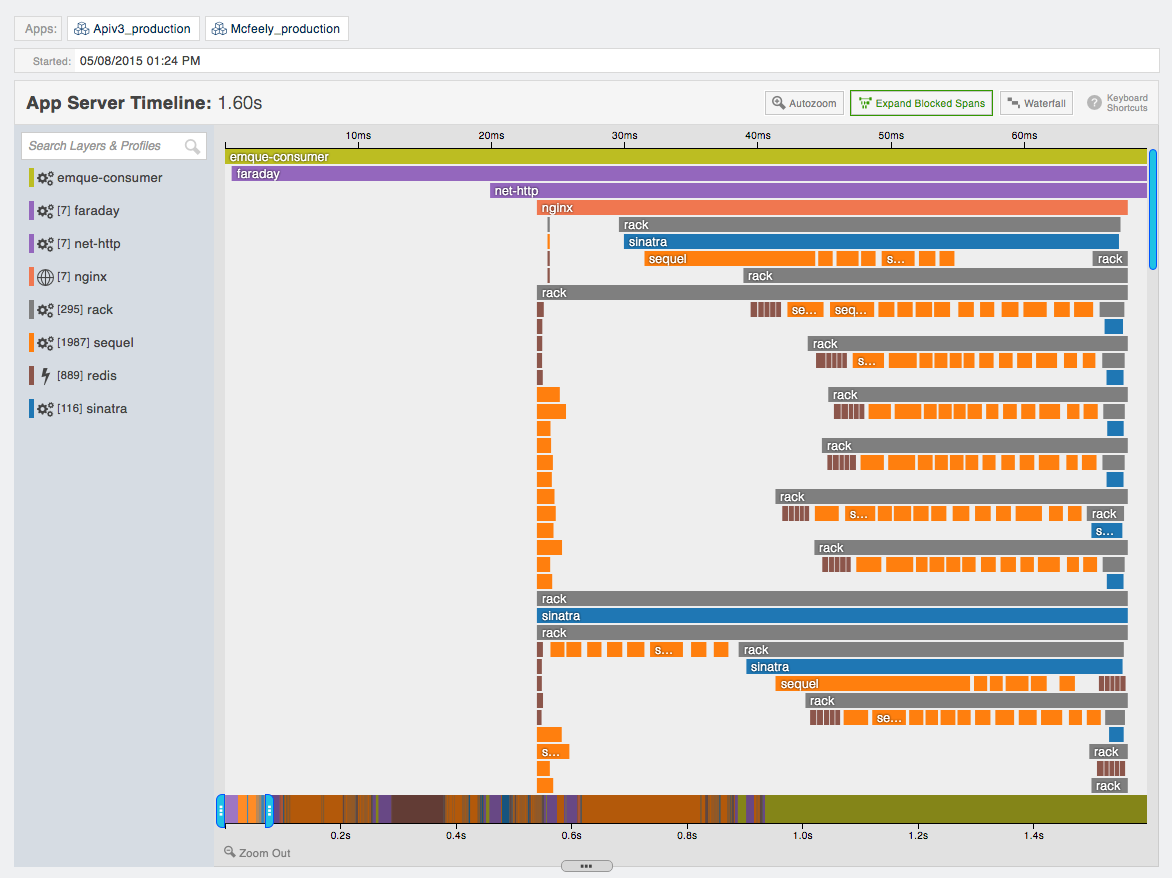 Apps: Apiv3_production Mcfeely_production
Started: 05/08/2015 01:24 PM
App Server Timeline: 1.60s
Autozoom
Expand Blocked Spans
Waterfall
? Keyboard Shortcuts
Search Layers & Profiles
emque-consumer
[7] faraday
[7] net-http
[7] nginx
[295] rack
[1987] sequel
[889] redis
[116] sinatra
10ms 20ms 30ms 40ms 50ms 60ms
emque-consumer
faraday
net-http
nginx
rack
sinatra
sequel s... rack
rack
rack
se... seq...
rack
s...
rack
rack
rack
s... rack
s...
rack
rack
sinatra
rack
s... rack
sinatra
sequel
rack
se...
s... rack
rack
0.2s 0.4s 0.6s 0.8s 1.0s 1.2s 1.4s
Zoom Out